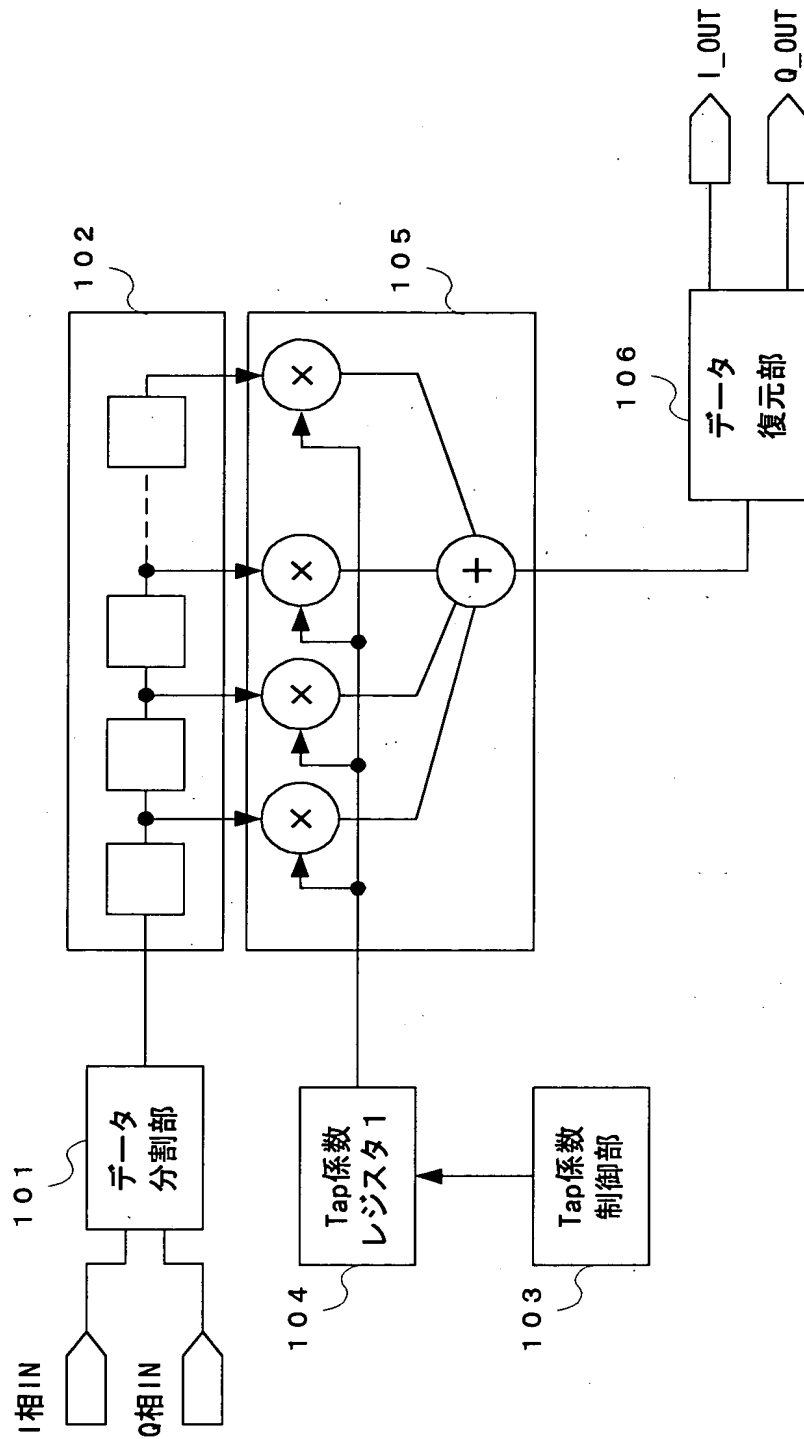 I相IN
Q相IN
101
データ
分割部
102
105
104
Tap係数
レジスタ1
103
Tap係数
制御部
106
データ
復元部
I_OUT
Q_OUT